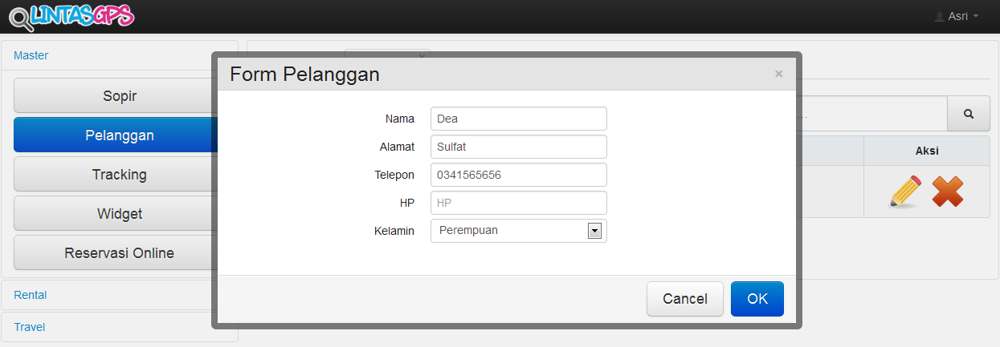 LINTASGPS
Asri
Master
Sopir
Pelanggan
Tracking
Widget
Reservasi Online
Rental
Travel
Form Pelanggan ×
Nama Dea
Alamat Sulfat
Telepon 0341565656
HP HP
Kelamin Perempuan
Cancel OK
...
Aksi